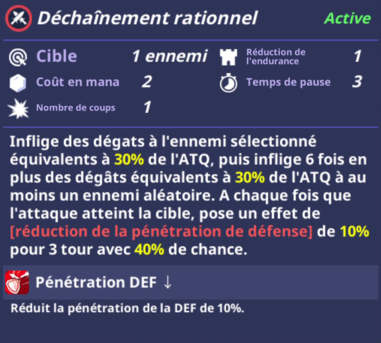 Déchaînement rationnel Active
Cible 1 ennemi Réduction de l'endurance 1
Coût en mana 2 Temps de pause 3
Nombre de coups 1
Inflige des dégats à l'ennemi sélectionné
équivalents à 30% de l'ATQ, puis inflige 6 fois en
plus des dégâts équivalents à 30% de l'ATQ à au
moins un ennemi aléatoire. A chaque fois que
l'attaque atteint la cible, pose un effet de
[réduction de la pénétration de défense] de 10%
pour 3 tour avec 40% de chance.
Pénétration DEF ↓
Réduit la pénétration de la DEF de 10%.